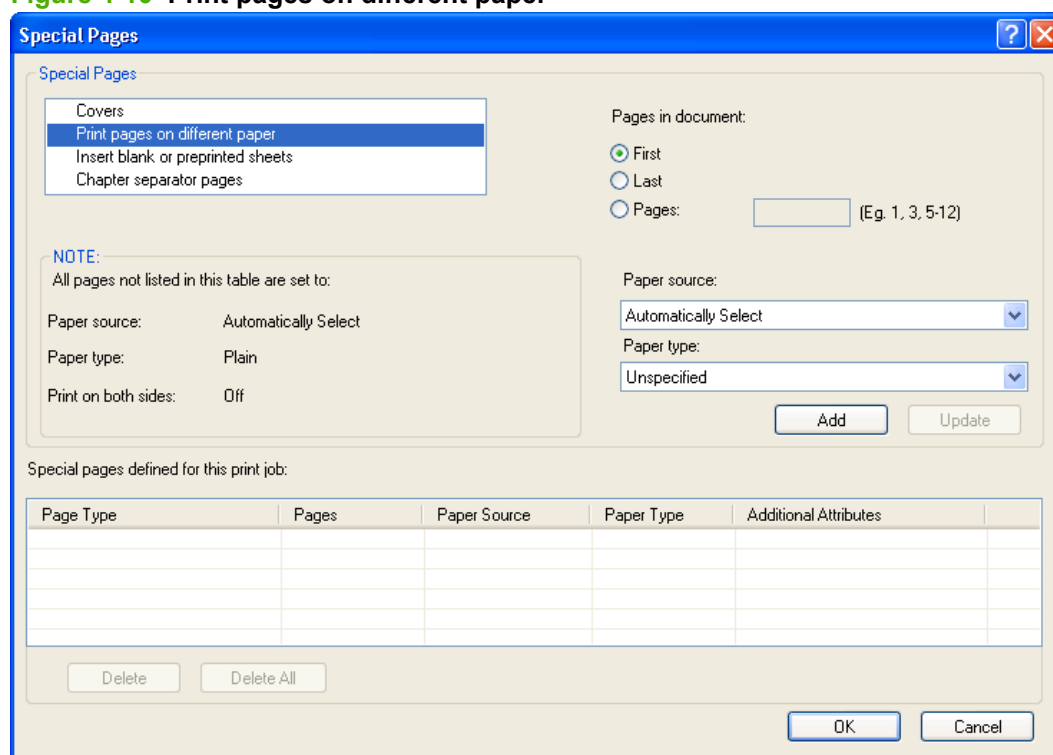 Print pages on different paper
Special Pages
Special Pages
Covers
Print pages on different paper
Insert blank or preprinted sheets
Chapter separator pages
Pages in document:
First
Last
Pages:
(Eg. 1, 3, 5-12)
NOTE:
All pages not listed in this table are set to:
Paper source: Automatically Select
Paper type: Plain
Print on both sides: Off
Paper source:
Automatically Select
Paper type:
Unspecified
Add Update
Special pages defined for this print job:
Page Type Pages Paper Source Paper Type Additional Attributes
Delete Delete All
OK Cancel